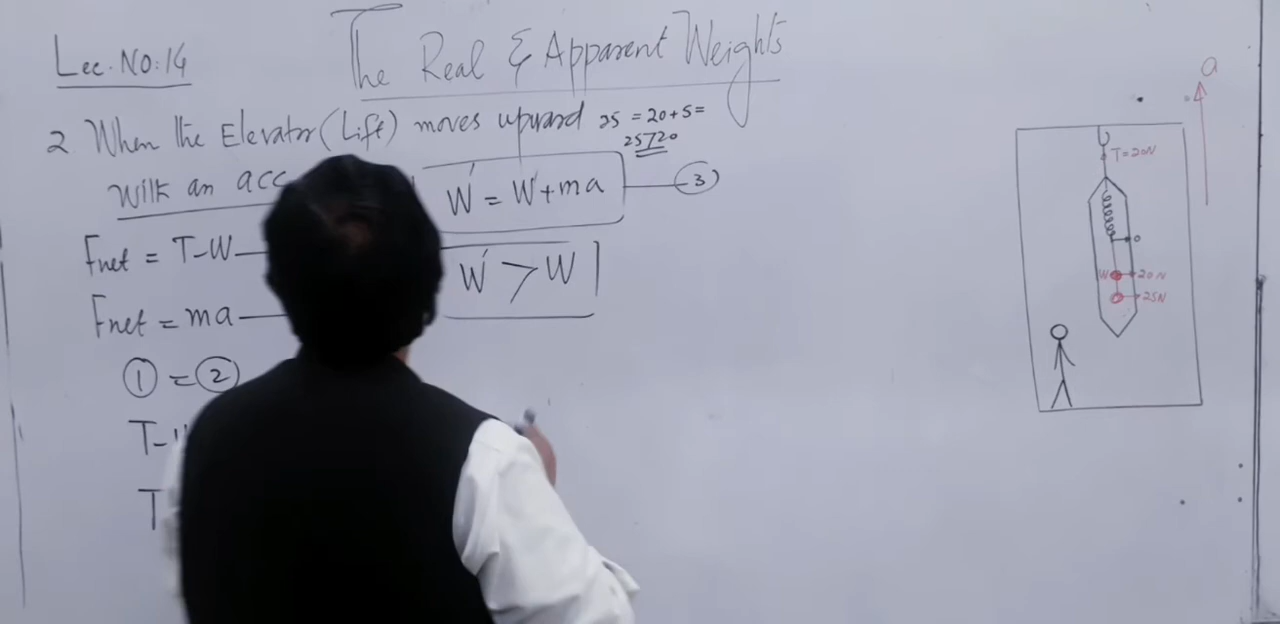 Lec. No: 14
The Real & Apparent Weights
2. When the Elevator (Lift) moves upward 25 = 20+5=
25>20
with an acc
W' = W+ma
3
Fnet = T-W
W' > W
Fnet = ma
1 = 2
T-
T
a
T=20N
o
W 20N
25N